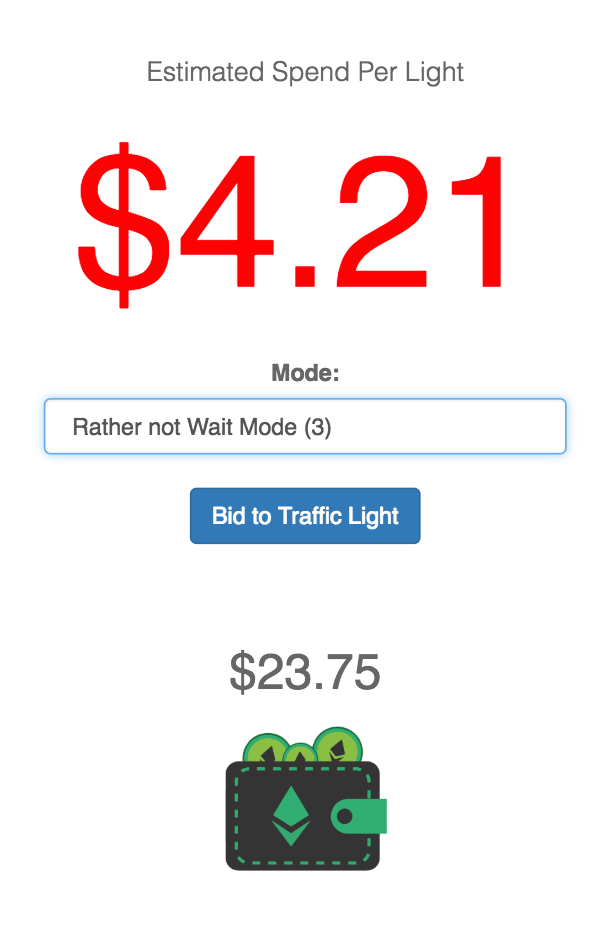 Estimated Spend Per Light
$4.21
Mode:
Rather not Wait Mode (3)
Bid to Traffic Light
$23.75